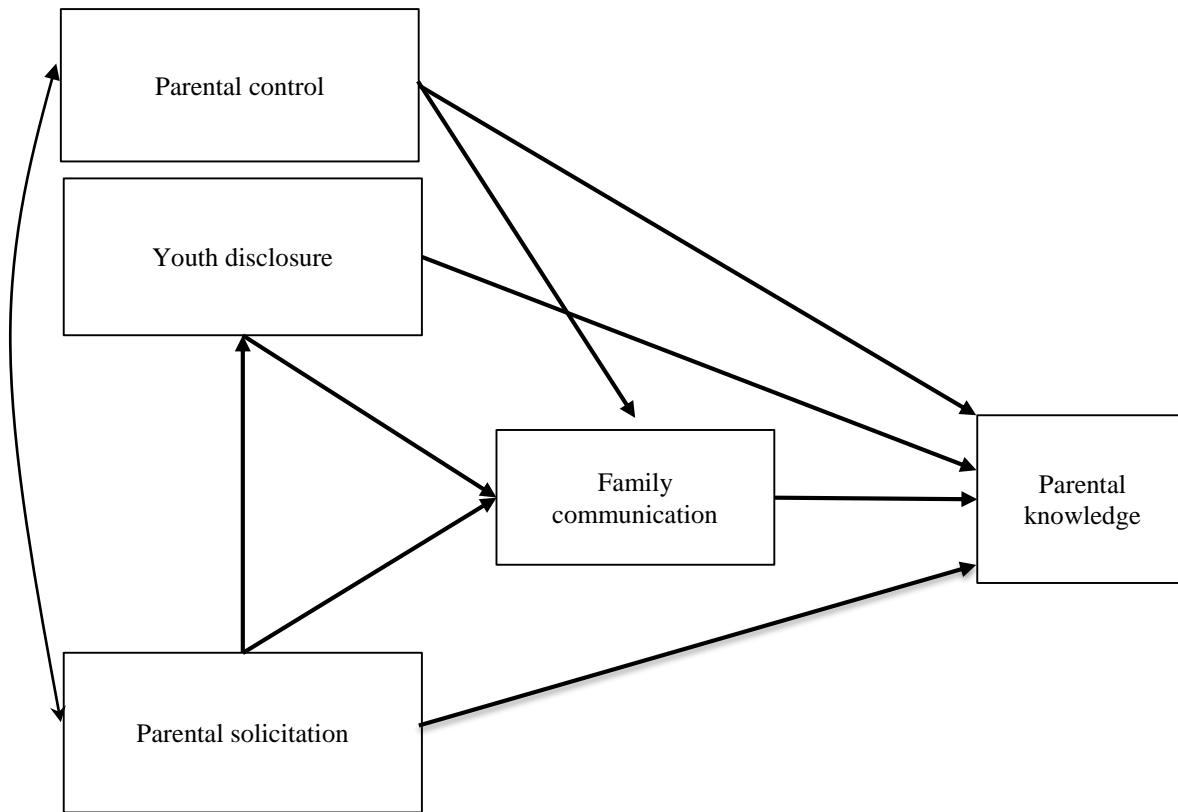 Parental control
Youth disclosure
Family
communication
Parental
knowledge
Parental solicitation